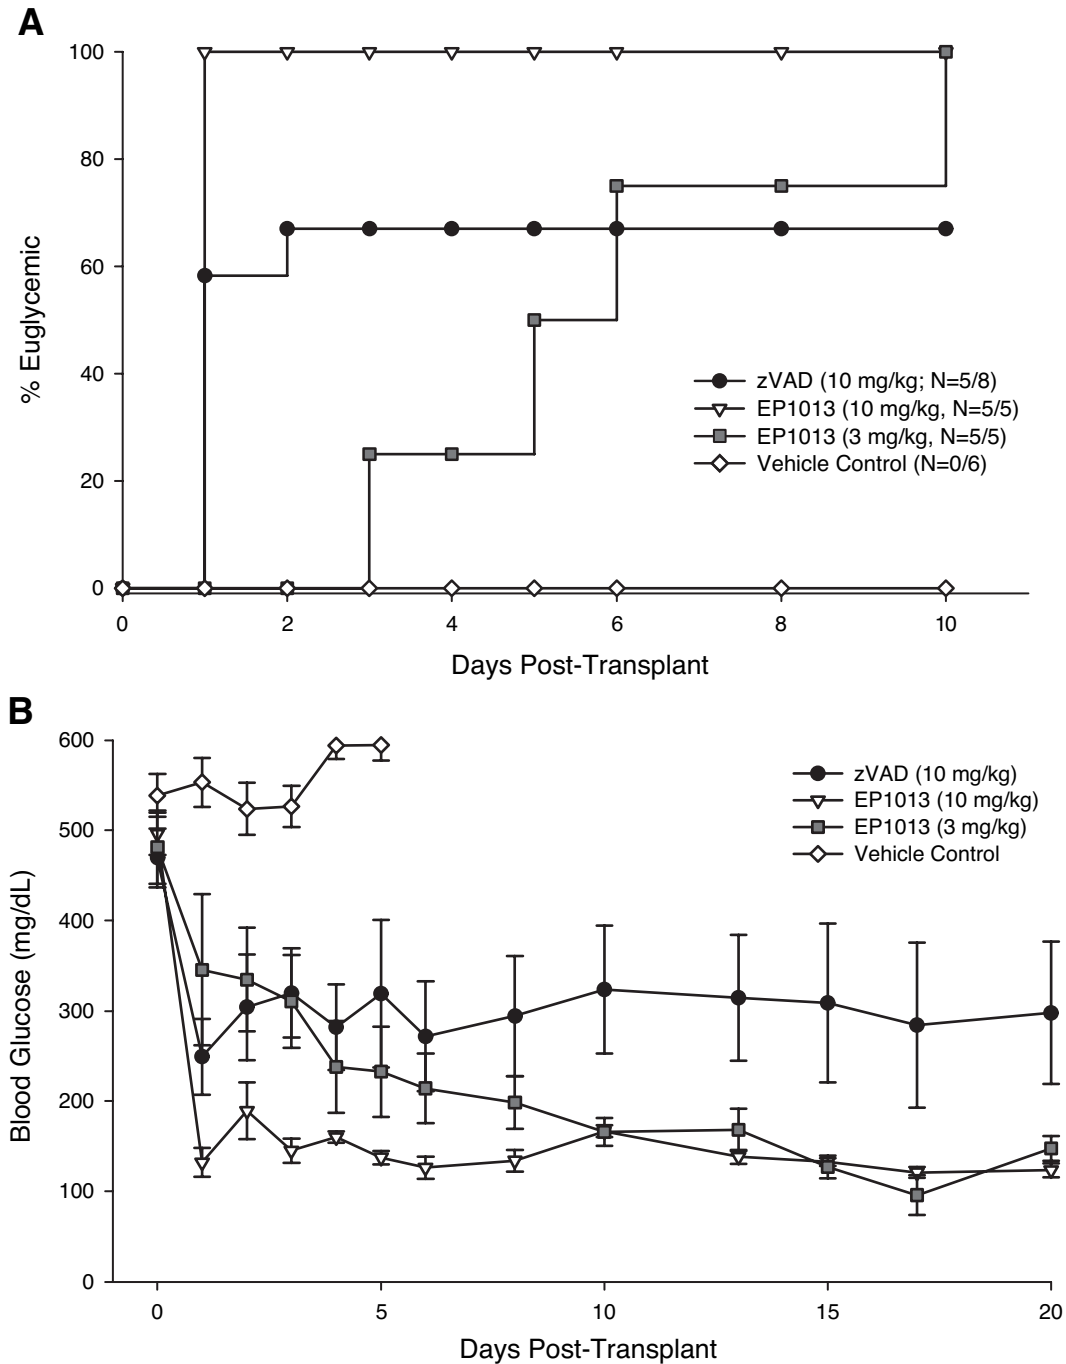 A
100
80
60
40
20
0
% Euglycemic
zVAD (10 mg/kg; N=5/8)
EP1013 (10 mg/kg, N=5/5)
EP1013 (3 mg/kg, N=5/5)
Vehicle Control (N=0/6)
0 2 4 6 8 10
Days Post-Transplant
B
600
500
400
300
200
100
0
Blood Glucose (mg/dL)
zVAD (10 mg/kg)
EP1013 (10 mg/kg)
EP1013 (3 mg/kg)
Vehicle Control
0 5 10 15 20
Days Post-Transplant